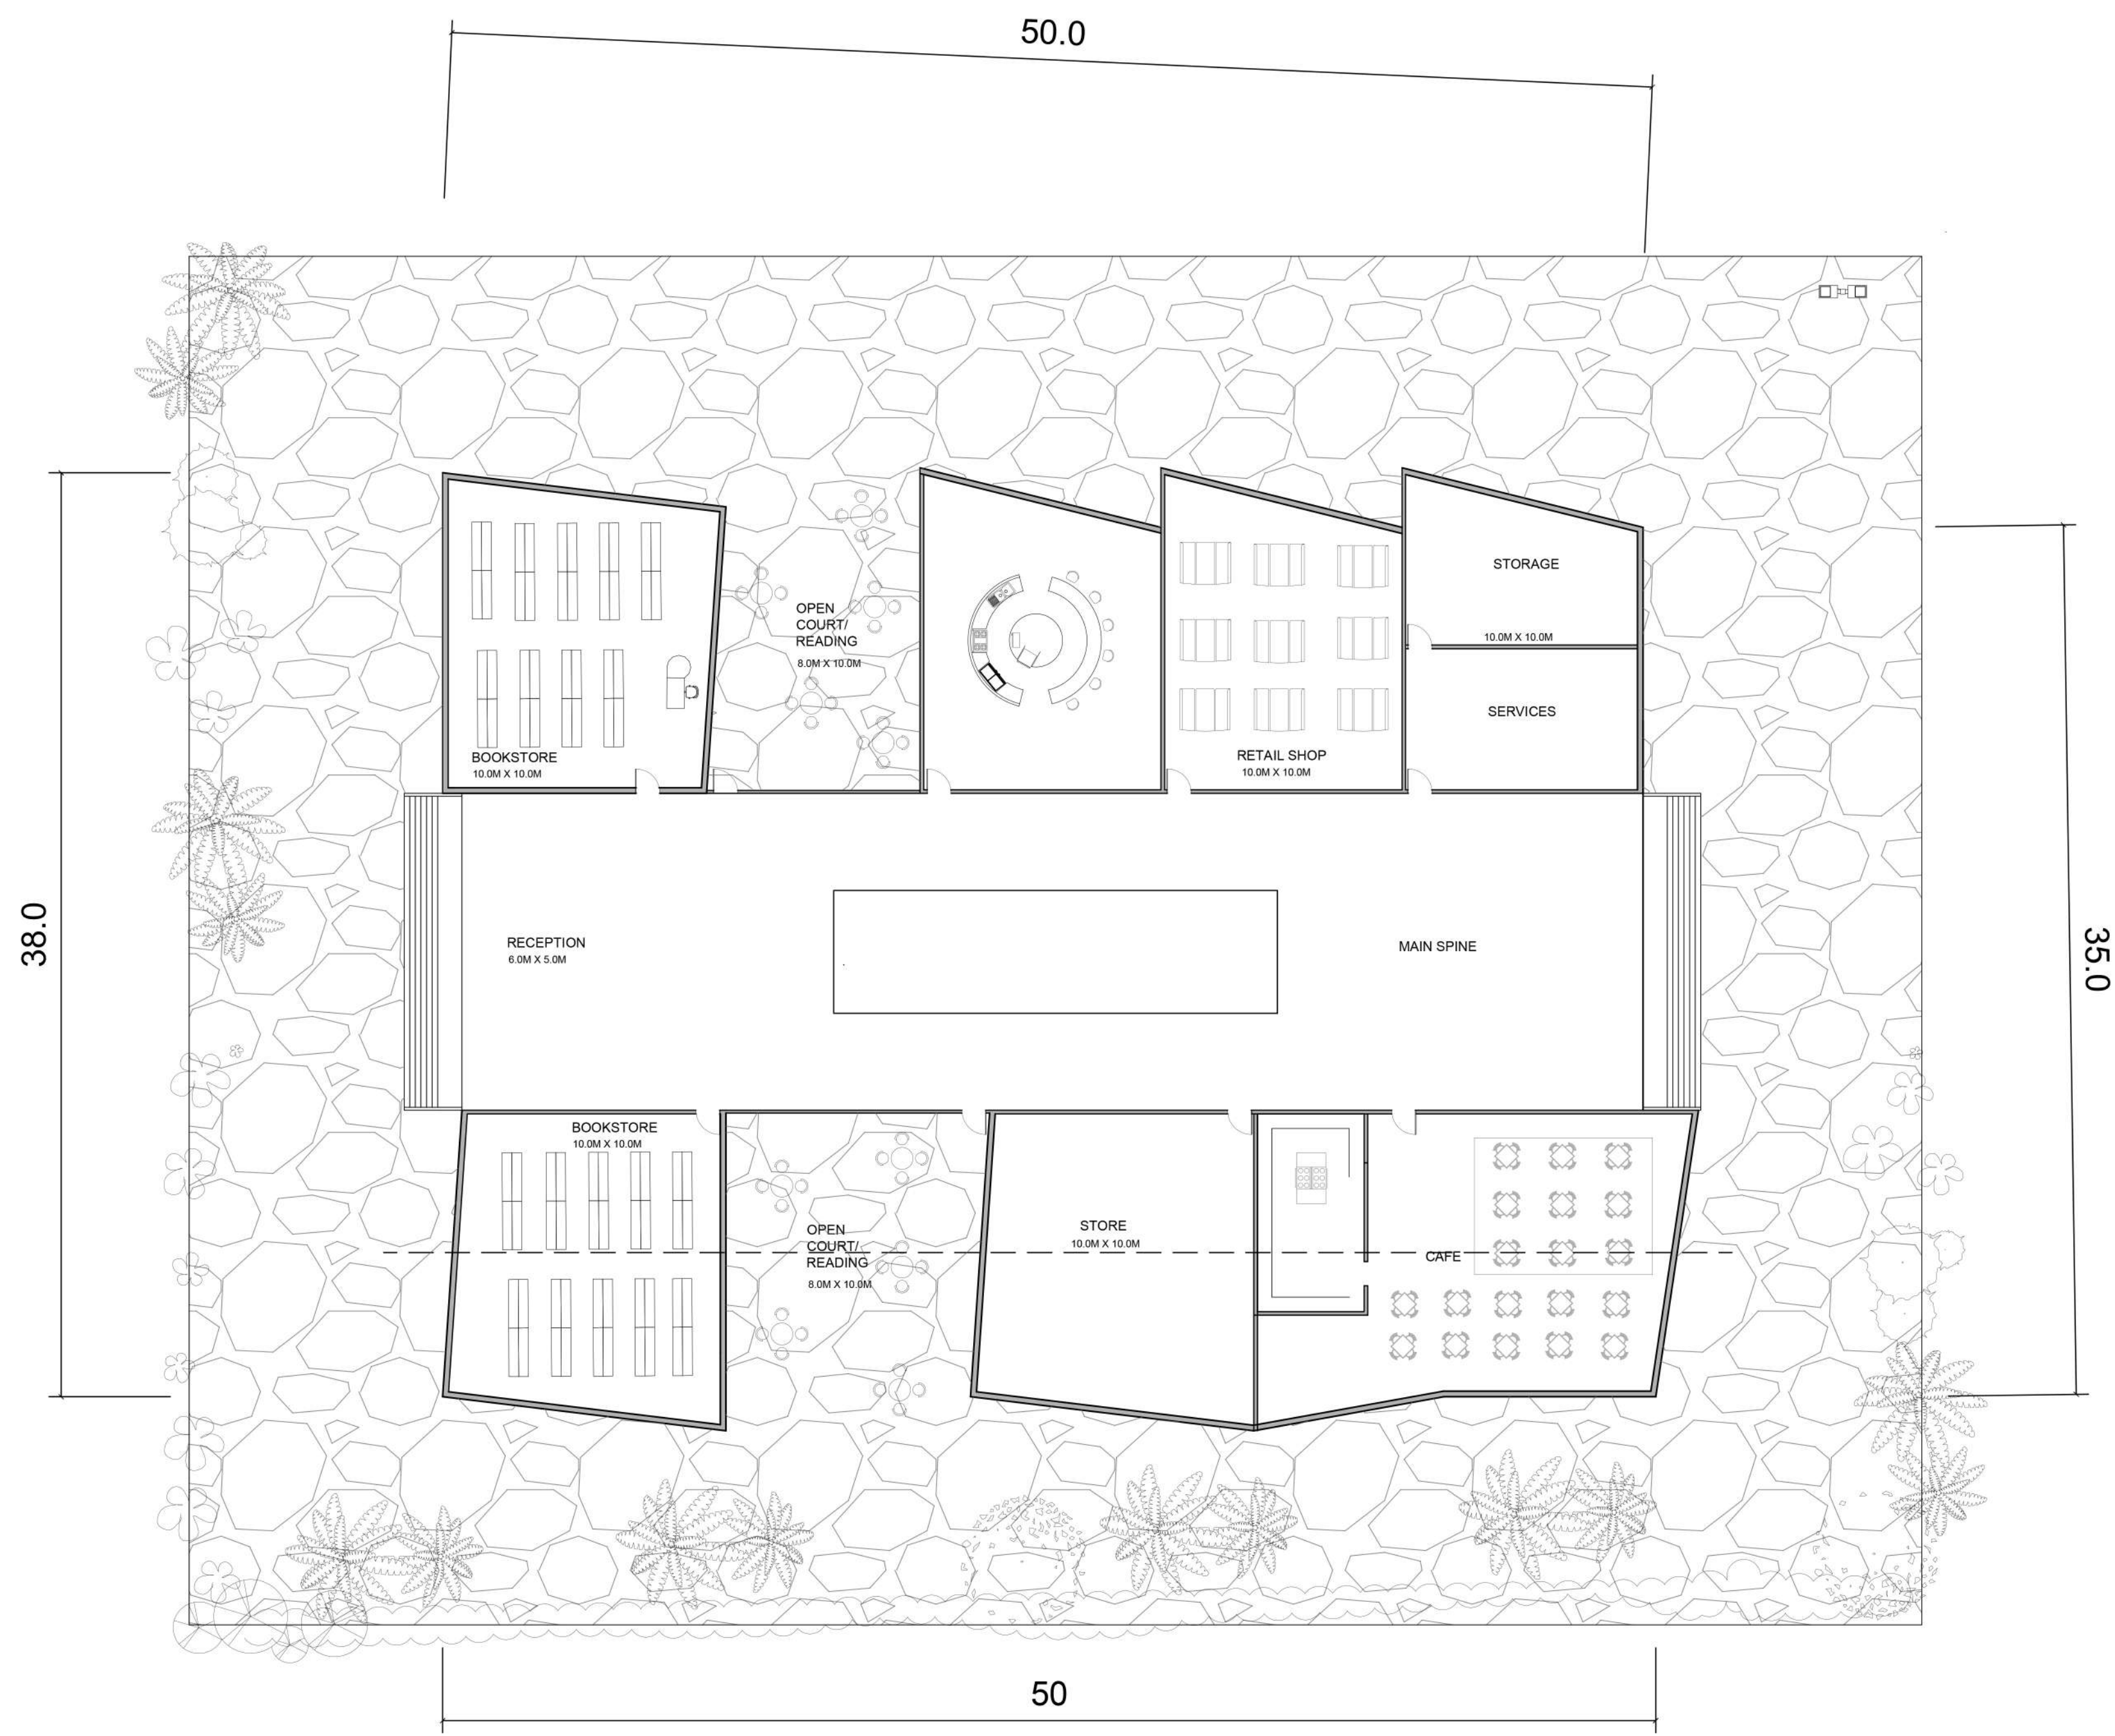 50.0
STORAGE
10.0M X 10.0M
OPEN
COURT/
READING
8.0M X 10.0M
SERVICES
BOOKSTORE
10.0M X 10.0M
RETAIL SHOP
10.0M X 10.0M
38.0
RECEPTION
6.0M X 5.0M
MAIN SPINE
35.0
BOOKSTORE
10.0M X 10.0M
OPEN
COURT/
READING
8.0M X 10.0M
STORE
10.0M X 10.0M
CAFE
50